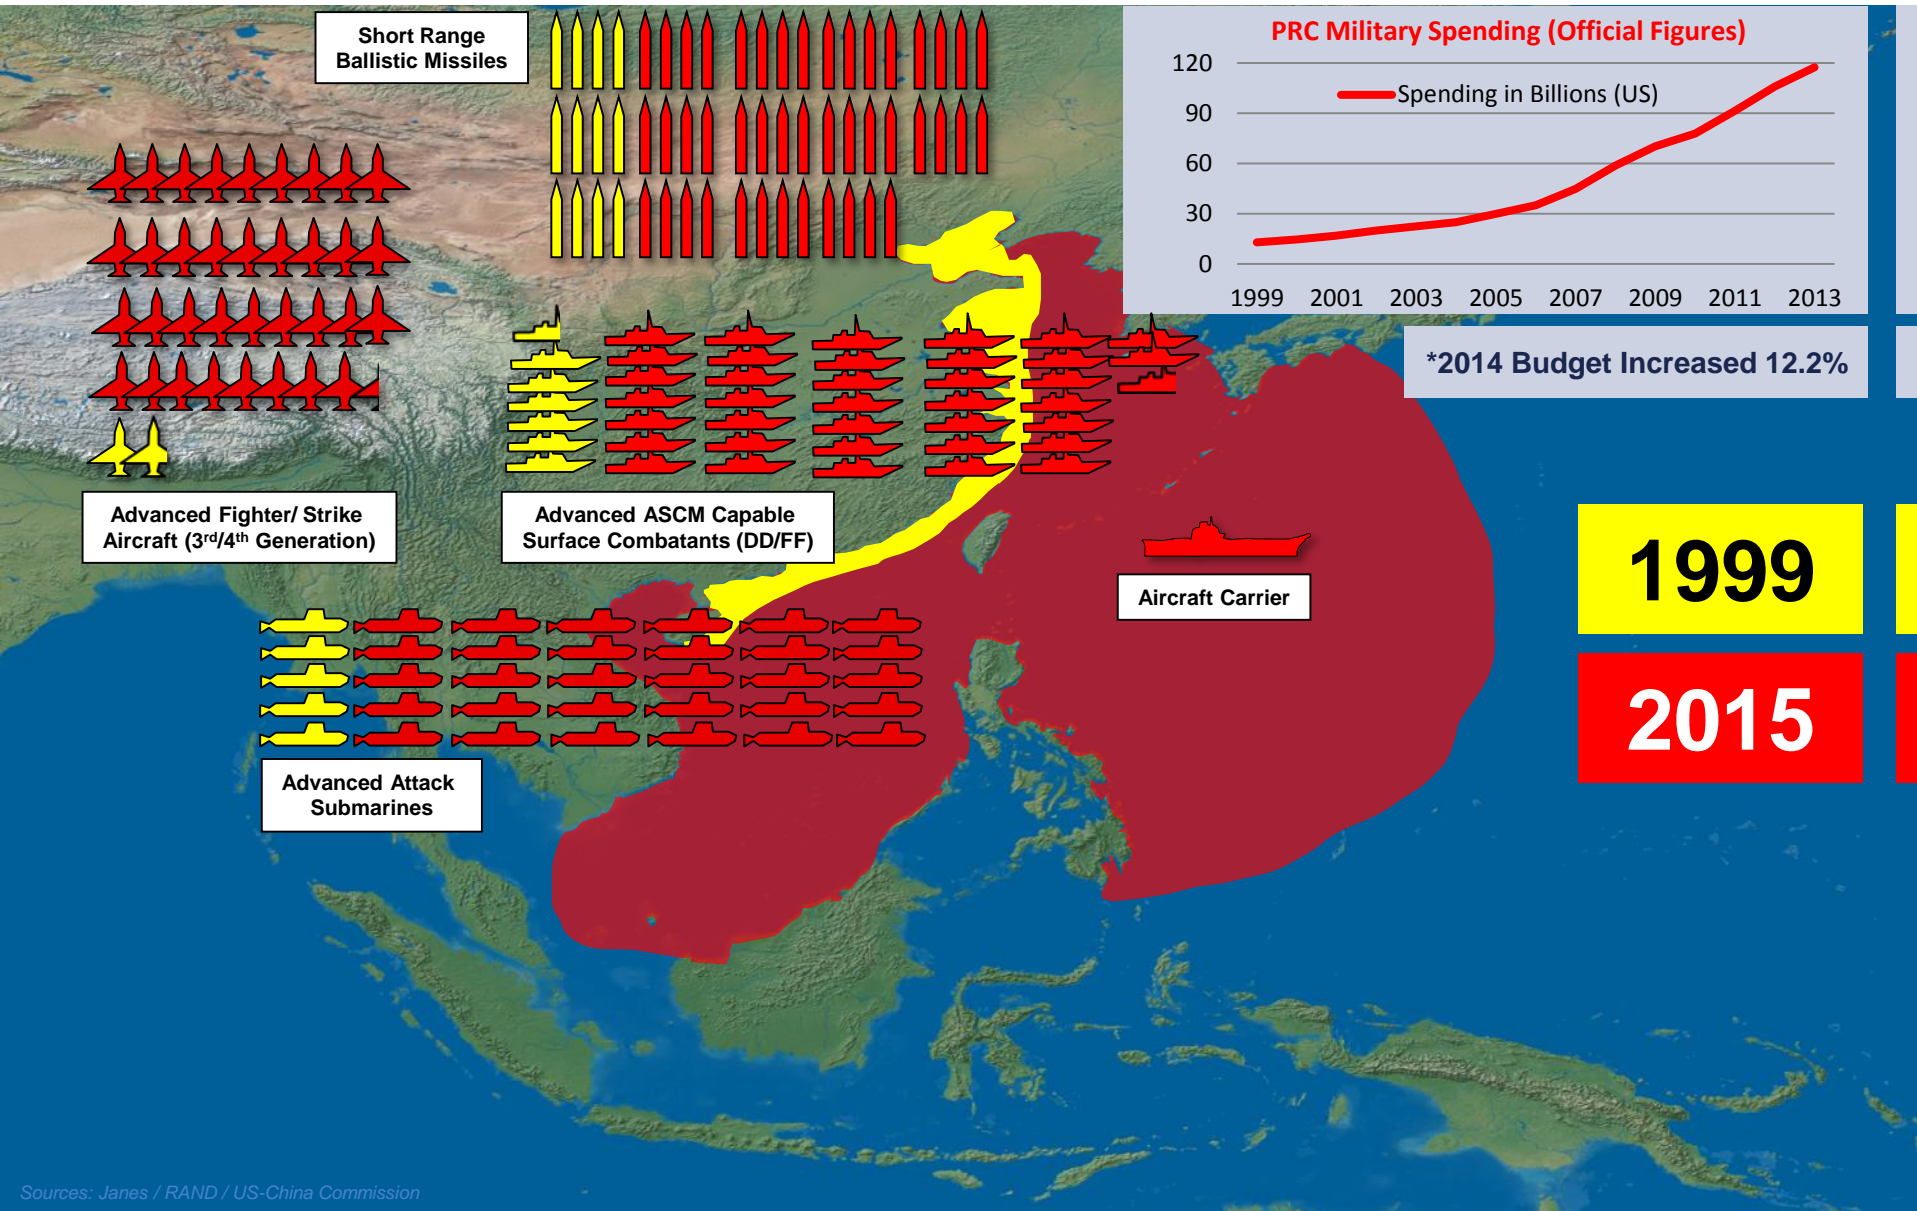 Short Range
Ballistic Missiles
PRC Military Spending (Official Figures)
120
90
60
30
0
Spending in Billions (US)
1999 2001 2003 2005 2007 2009 2011 2013
*2014 Budget Increased 12.2%
Advanced Fighter/ Strike
Aircraft (3rd/4th Generation)
Advanced ASCM Capable
Surface Combatants (DD/FF)
Aircraft Carrier
1999
2015
Advanced Attack
Submarines
Sources: Janes / RAND / US-China Commission